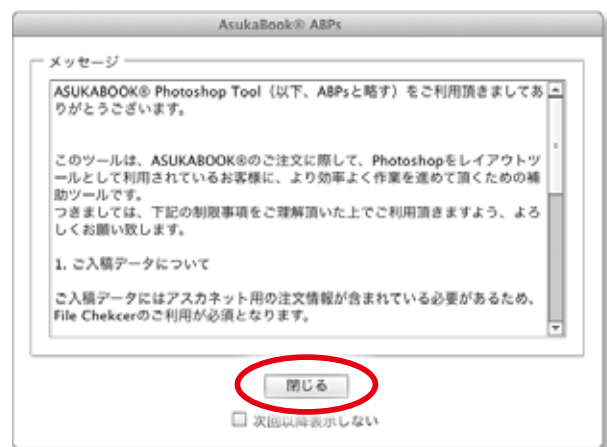 AsukaBook® ABPs
メッセージ
ASUKABOOK® Photoshop Tool（以下、ABPsと略す）をご利用頂きましてあ
りがとうございます。
このツールは、ASUKABOOK®のご注文に際して、Photoshopをレイアウトツ
ールとして利用されているお客様に、より効率よく作業を進めて頂くための補
助ツールです。
つきましては、下記の制限事項をご理解頂いた上でご利用頂きますよう、よろ
しくお願い致します。
1. ご入稿データについて
ご入稿データにはアスカネット用の注文情報が含まれている必要があるため、
File Chekcerのご利用が必須となります。
閉じる
次回以降表示しない